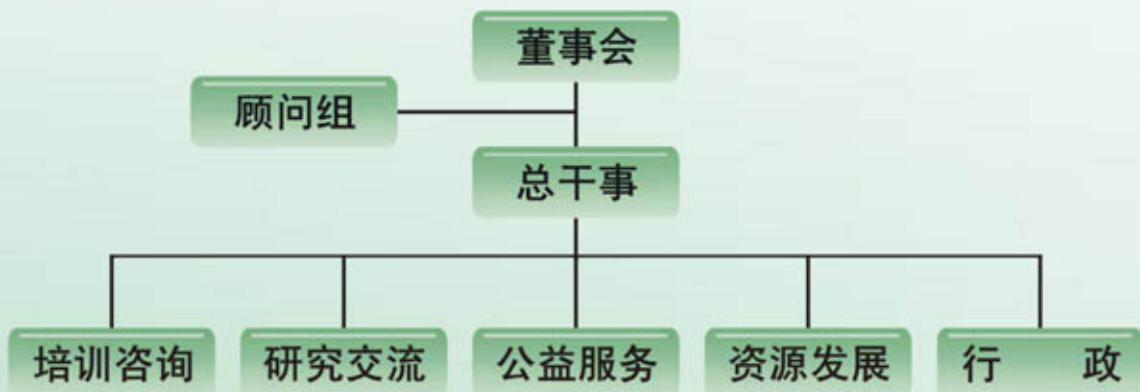 董事会
顾问组
总干事
培训咨询
研究交流
公益服务
资源发展
行 政